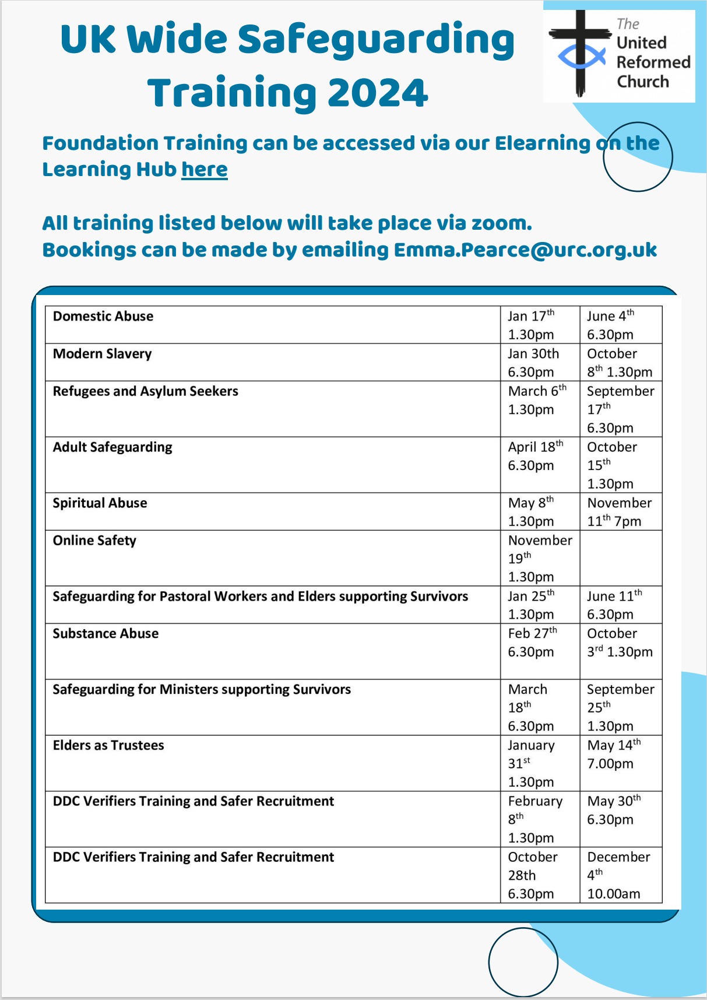 UK Wide Safeguarding
Training 2024
The
United
Reformed
Church
Foundation Training can be accessed via our Elearning on the
Learning Hub here
All training listed below will take place via zoom.
Bookings can be made by emailing Emma.Pearce@urc.org.uk
Domestic Abuse
Jan 17th
1.30pm
June 4th
6.30pm
Modern Slavery
Jan 30th
6.30pm
October
8th 1.30pm
Refugees and Asylum Seekers
March 6th
1.30pm
September
17th
6.30pm
Adult Safeguarding
April 18th
6.30pm
October
15th
1.30pm
Spiritual Abuse
May 8th
1.30pm
November
11th 7pm
Online Safety
November
19th
1.30pm
Safeguarding for Pastoral Workers and Elders supporting Survivors
Jan 25th
1.30pm
June 11th
6.30pm
Substance Abuse
Feb 27th
6.30pm
October
3rd 1.30pm
Safeguarding for Ministers supporting Survivors
March
18th
6.30pm
September
25th
1.30pm
Elders as Trustees
January
31st
1.30pm
May 14th
7.00pm
DDC Verifiers Training and Safer Recruitment
February
8th
1.30pm
May 30th
6.30pm
DDC Verifiers Training and Safer Recruitment
October
28th
6.30pm
December
4th
10.00am